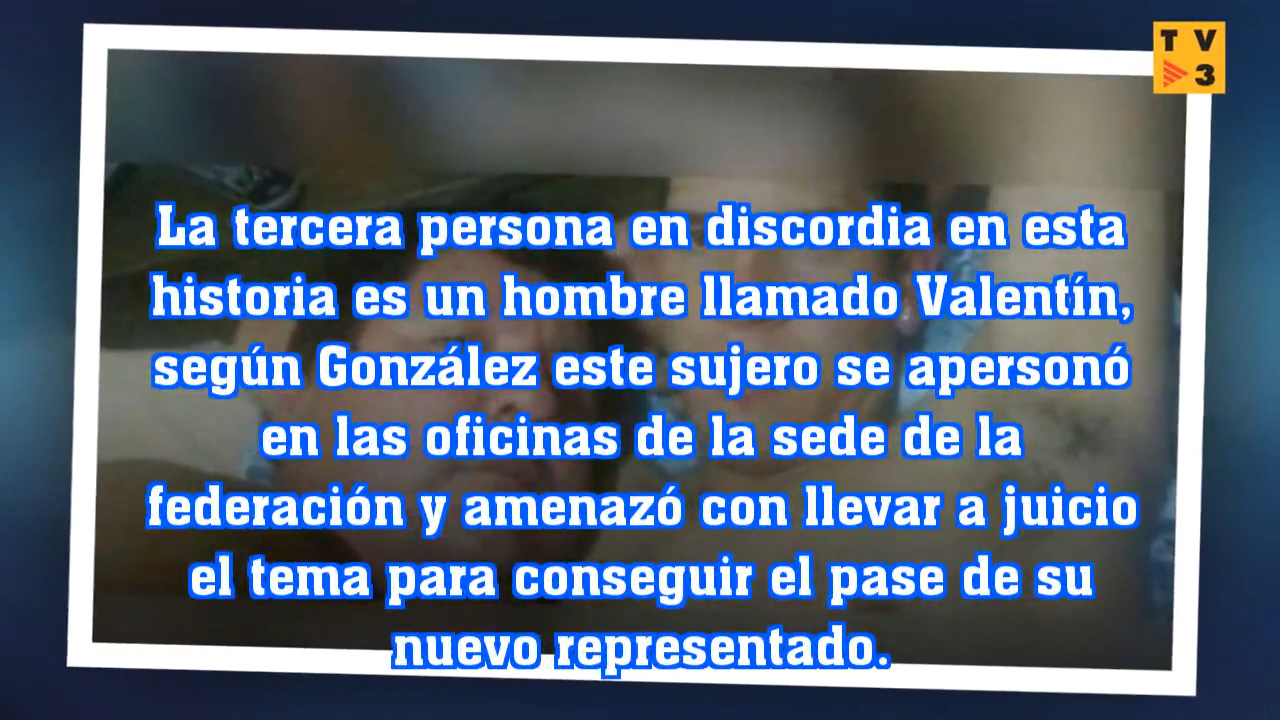 TV
3
La tercera persona en discordia en esta
historia es un hombre llamado Valentín,
según González este sujero se apersonó
en las oficinas de la sede de la
federación y amenazó con llevar a juicio
el tema para conseguir el pase de su
nuevo representado.